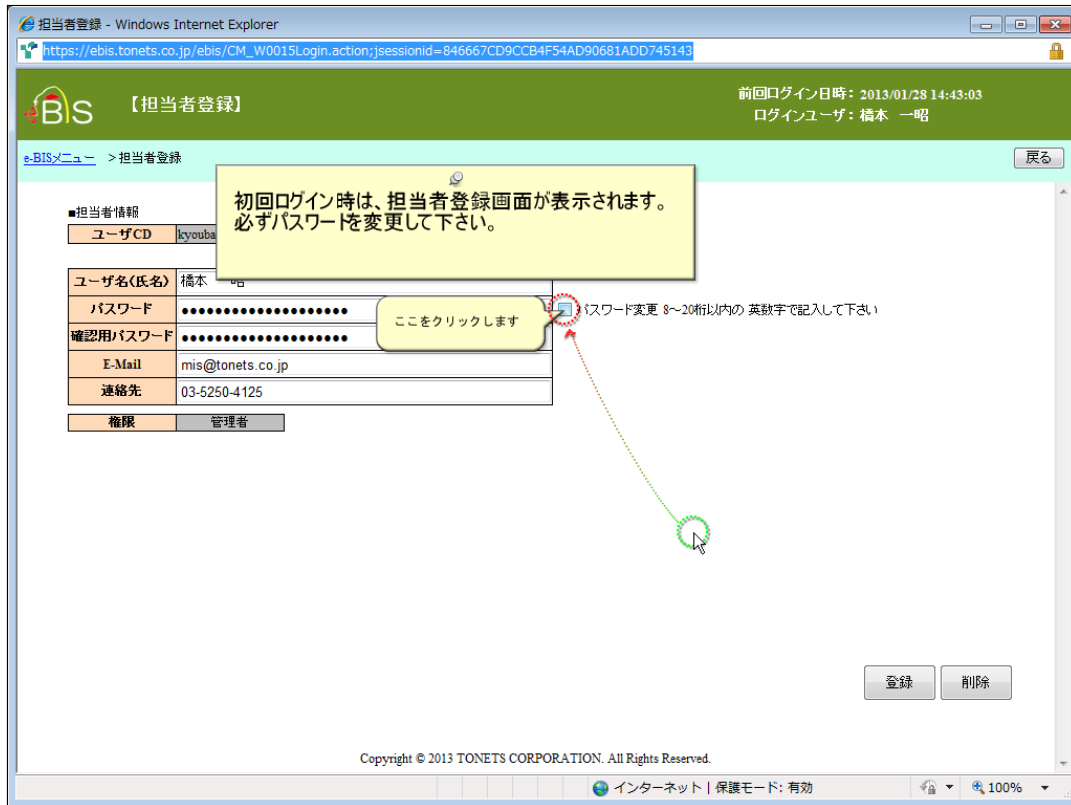 担当者登録 - Windows Internet Explorer
https://ebis.tonets.co.jp/ebis/CM_W0015Login.action;jsessionid=846667CD9CCB4F54AD90681ADD745143
eBIS 【担当者登録】
前回ログイン日時： 2013/01/28 14:43:03
ログインユーザ： 橋本 一昭
e-BISメニュー ＞担当者登録
戻る
初回ログイン時は、担当者登録画面が表示されます。
必ずパスワードを変更して下さい。
■担当者情報
ユーザCD kyouba
ユーザ名(氏名) 橋本
パスワード ●●●●●●●●●●●●●●●●●●●● パスワード変更 8～20桁以内の 英数字で記入して下さい
ここをクリックします
確認用パスワード ●●●●●●●●●●●●●●●●●●●●
E-Mail mis@tonets.co.jp
連絡先 03-5250-4125
権限 管理者
登録 削除
Copyright © 2013 TONETS CORPORATION. All Rights Reserved.
インターネット | 保護モード: 有効 100%